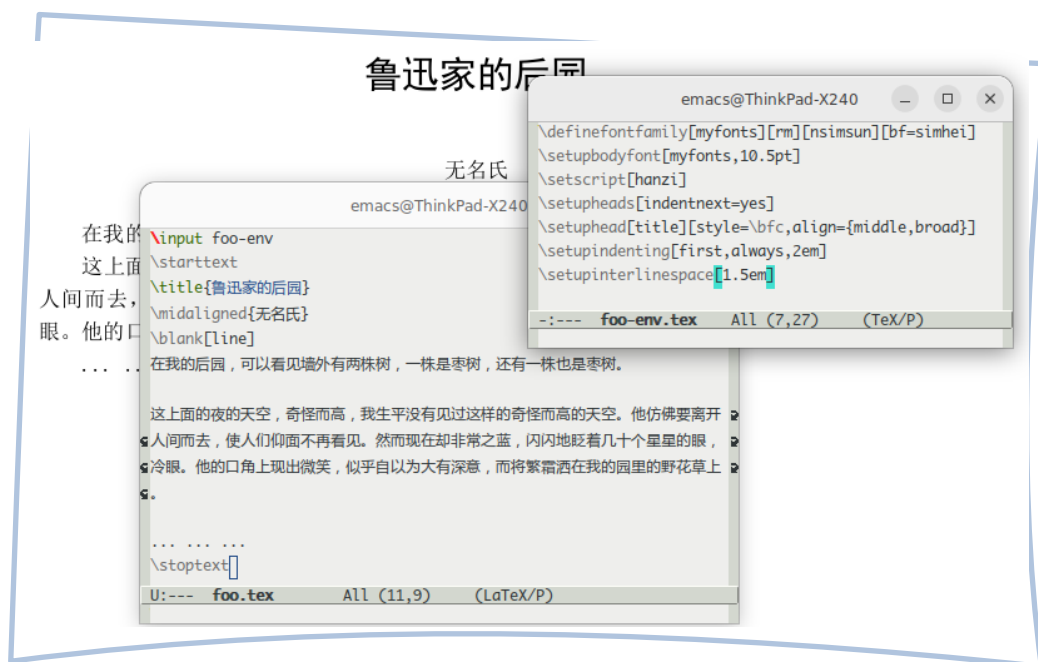 鲁迅家的后园
无名氏
在我的
这上面
人间而去，
眼。他的口
... ..
emacs@ThinkPad-X240
\definefontfamily[myfonts][rm][nsimsun][bf=simhei]
\setupbodyfont[myfonts,10.5pt]
\setscript[hanzi]
\setupheads[indentnext=yes]
\setuphead[title][style=\bfc,align={middle,broad}]
\setupindenting[first,always,2em]
\setupinterlinespace[1.5em]
-:--- foo-env.tex All (7,27) (TeX/P)
emacs@ThinkPad-X240
\input foo-env
\starttext
\title{鲁迅家的后园}
\midaligned{无名氏}
\blank[line]
在我的后园，可以看见墙外有两株树，一株是枣树，还有一株也是枣树。
这上面的夜的天空，奇怪而高，我生平没有见过这样的奇怪而高的天空。他仿佛要离开
人间而去，使人们仰面不再看见。然而现在却非常之蓝，闪闪地眨着几十个星星的眼，
冷眼。他的口角上现出微笑，似乎自以为大有深意，而将繁霜洒在我的园里的野花草上
。
... ... ...
\stoptext
U:--- foo.tex All (11,9) (LaTeX/P)